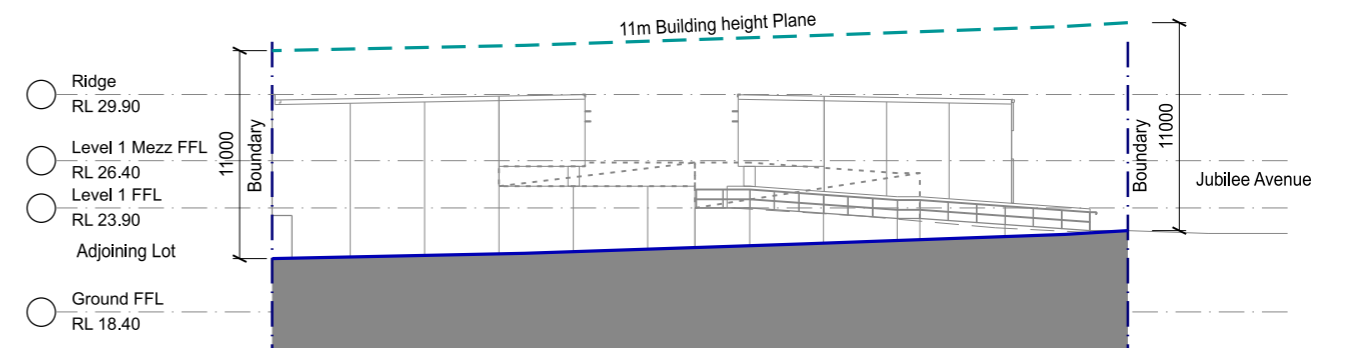 11m Building height Plane
Ridge
RL 29.90
Level 1 Mezz FFL
RL 26.40
Level 1 FFL
RL 23.90
Adjoining Lot
Ground FFL
RL 18.40
11000
Boundary
Boundary
11000
Jubilee Avenue